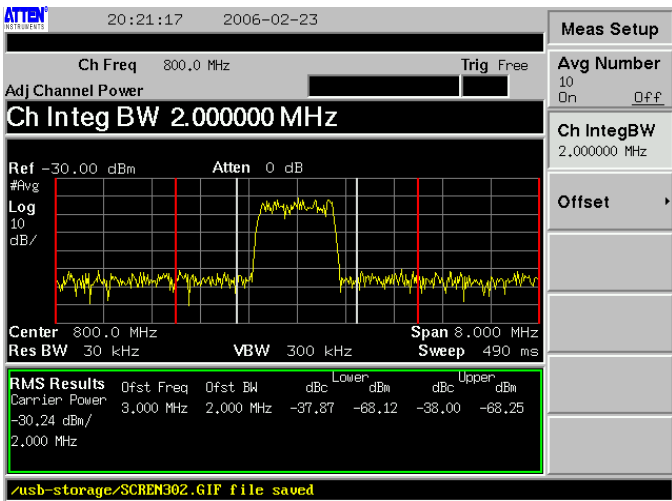 ATTEN®
INSTRUMENTS
20:21:17 2006-02-23
Ch Freq 800.0 MHz Trig Free
Adj Channel Power
Ch Integ BW 2.000000 MHz
Ref -30.00 dBm Atten 0 dB
#Avg
Log
10
dB/
Center 800.0 MHz Span 8.000 MHz
Res BW 30 kHz VBW 300 kHz Sweep 490 ms
RMS Results Ofst Freq Ofst BW dBc Lower dBm dBc Upper dBm
Carrier Power 3.000 MHz 2.000 MHz -37.87 -68.12 -38.00 -68.25
-30.24 dBm/
2.000 MHz
/usb-storage/SCREN302.GIF file saved
Meas Setup
Avg Number
10
On Off
Ch IntegBW
2.000000 MHz
Offset